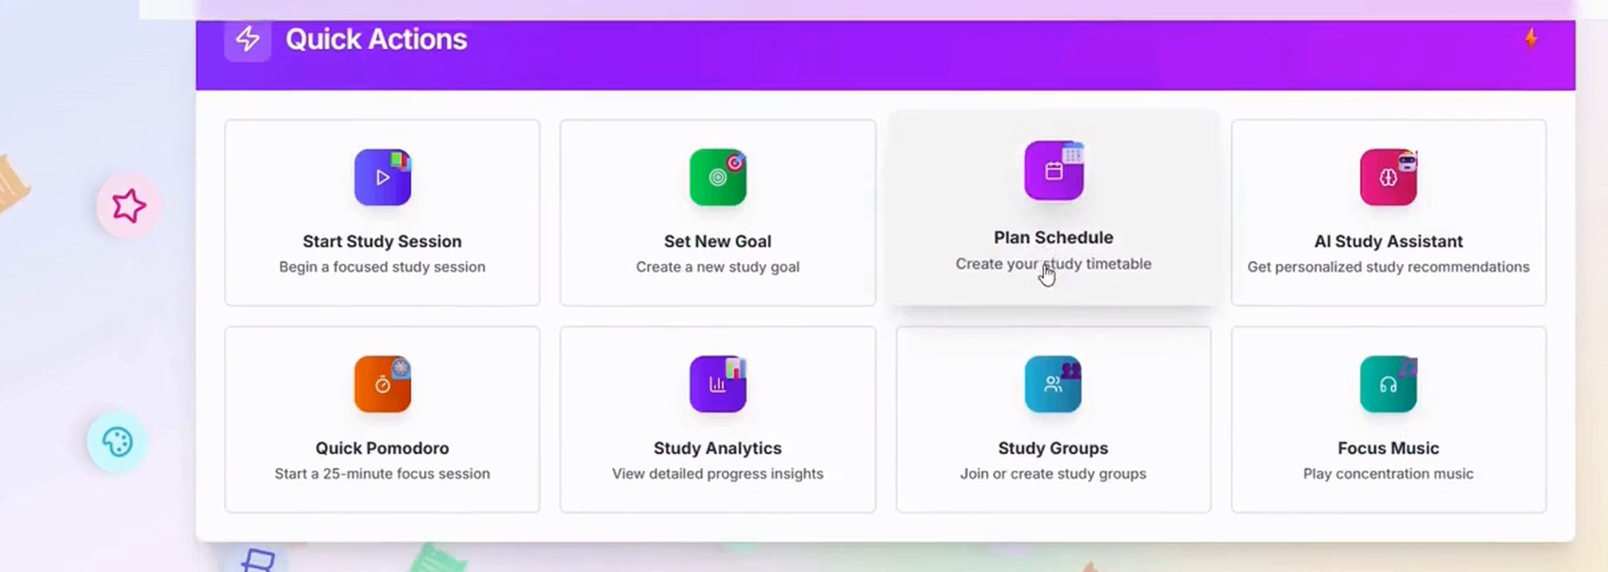 Quick Actions
Start Study Session
Begin a focused study session
Set New Goal
Create a new study goal
Plan Schedule
Create your study timetable
AI Study Assistant
Get personalized study recommendations
Quick Pomodoro
Start a 25-minute focus session
Study Analytics
View detailed progress insights
Study Groups
Join or create study groups
Focus Music
Play concentration music